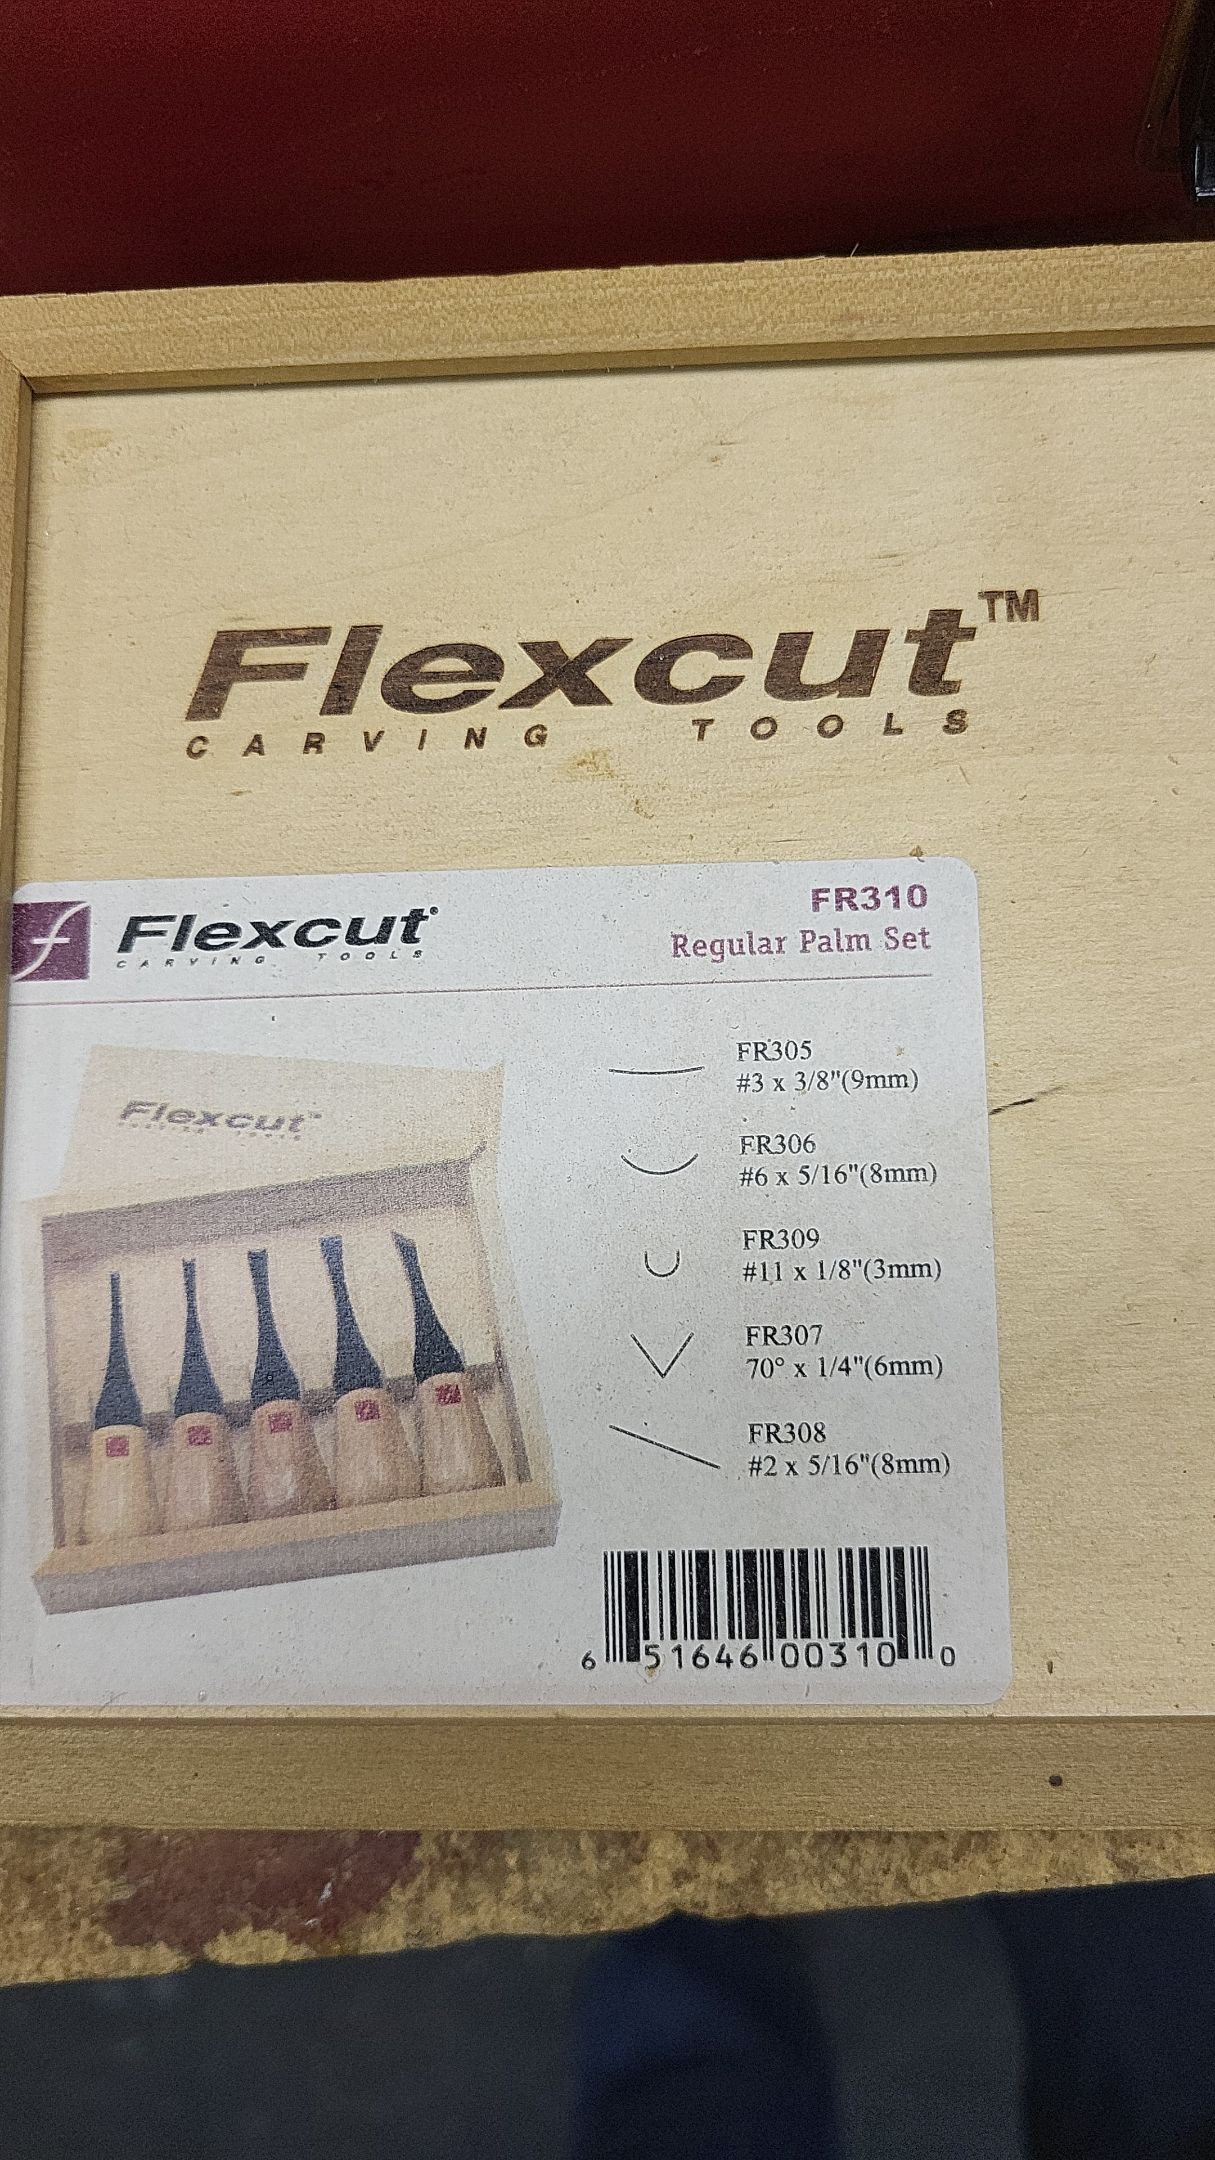 Flexcut™
CARVING TOOLS
Flexcut®
CARVING TOOLS
FR310
Regular Palm Set
Flexcut™
FR305
#3 x 3/8"(9mm)
FR306
#6 x 5/16"(8mm)
FR309
#11 x 1/8"(3mm)
FR307
70° x 1/4"(6mm)
FR308
#2 x 5/16"(8mm)
6 51646 00310 0